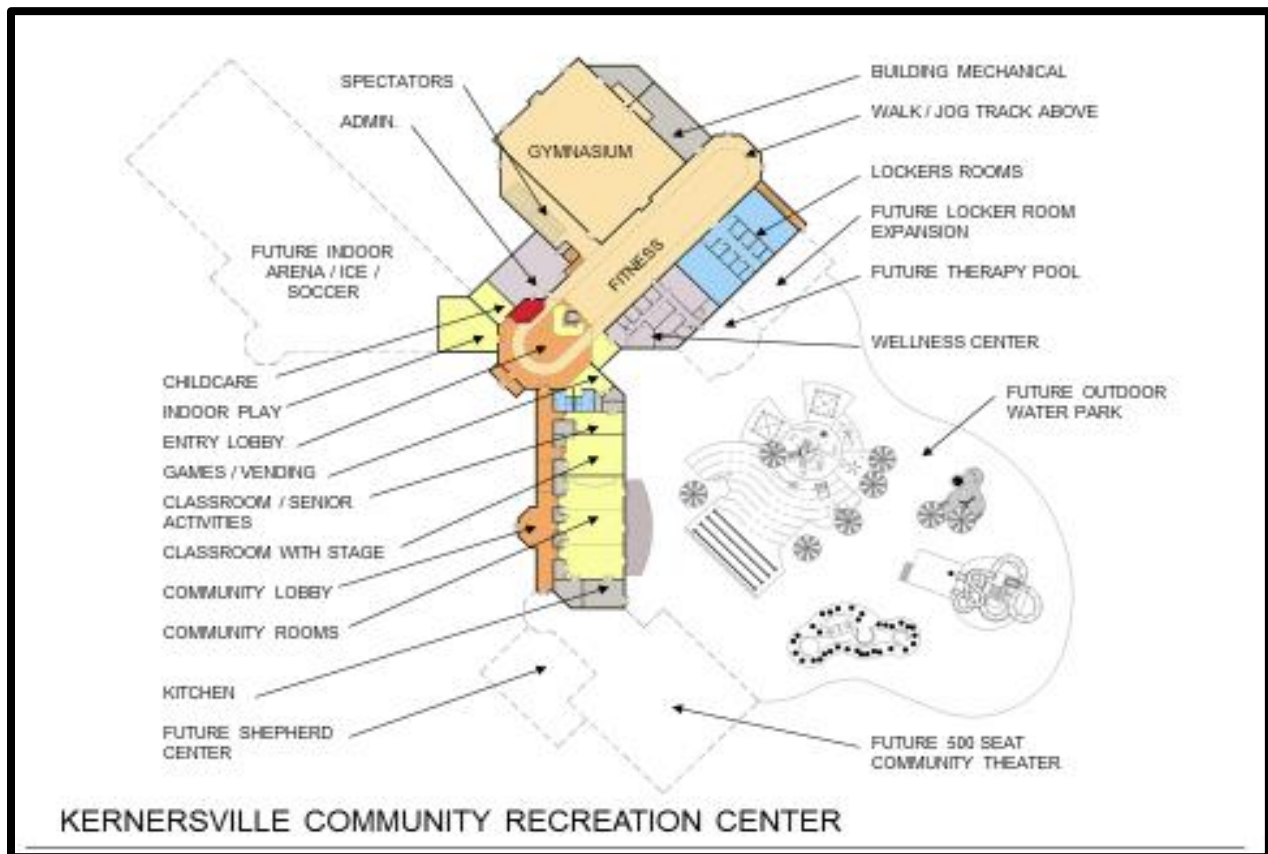 SPECTATORS
ADMIN.
GYMNASIUM
FITNESS
FUTURE INDOOR
ARENA / ICE /
SOCCER
CHILDCARE
INDOOR PLAY
ENTRY LOBBY
GAMES / VENDING
CLASSROOM / SENIOR
ACTIVITIES
CLASSROOM WITH STAGE
COMMUNITY LOBBY
COMMUNITY ROOMS
KITCHEN
FUTURE SHEPHERD
CENTER
BUILDING MECHANICAL
WALK / JOG TRACK ABOVE
LOCKERS ROOMS
FUTURE LOCKER ROOM
EXPANSION
FUTURE THERAPY POOL
WELLNESS CENTER
FUTURE OUTDOOR
WATER PARK
FUTURE 500 SEAT
COMMUNITY THEATER
KERNERSVILLE COMMUNITY RECREATION CENTER